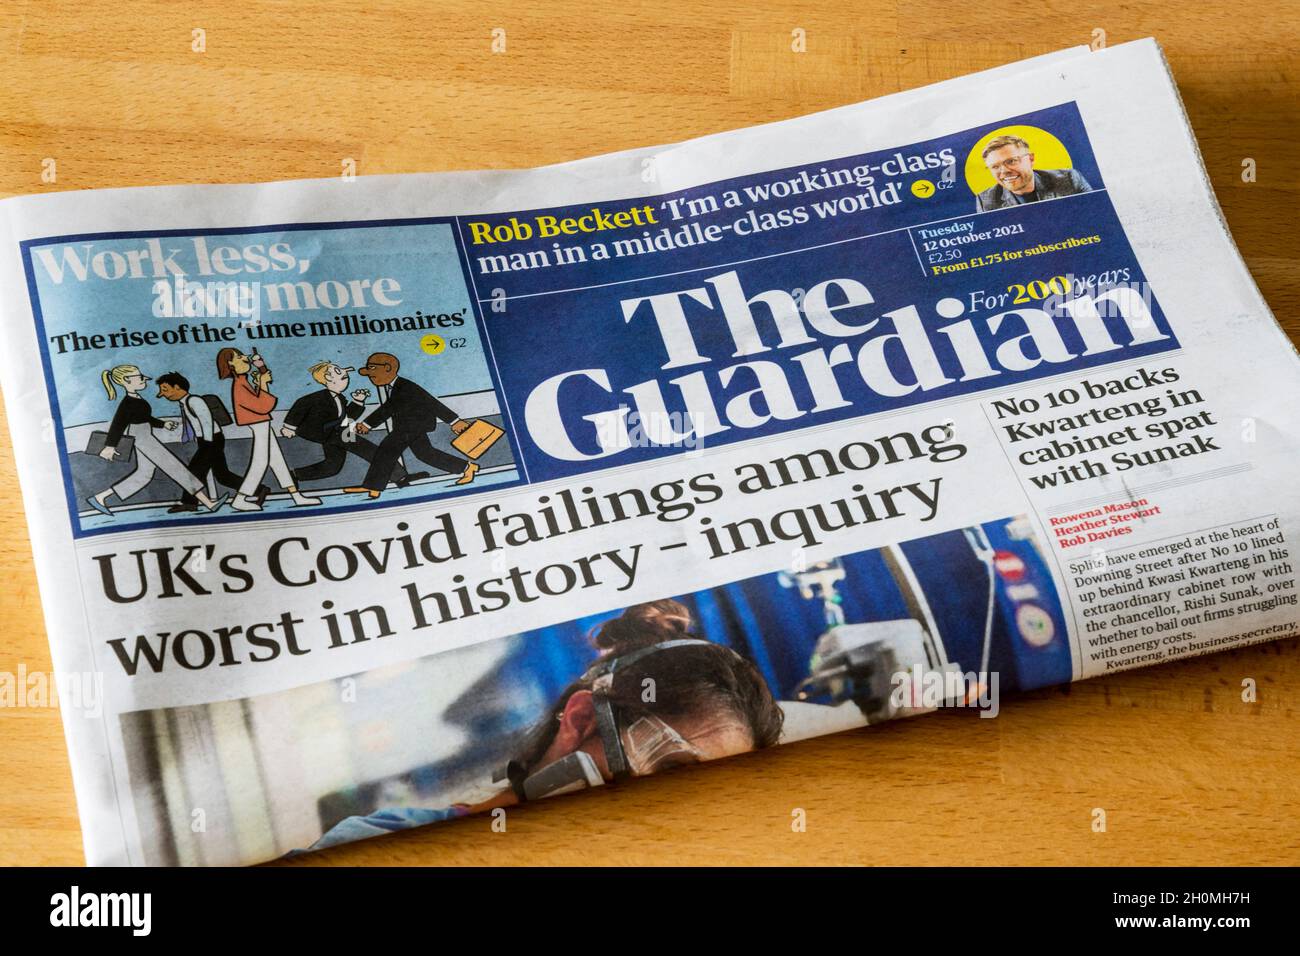 Work less,
live more
The rise of the 'time millionaires'
G2
Rob Beckett 'I'm a working-class
man in a middle-class world'
G2
Tuesday
12 October 2021
£2.50
From £1.75 for subscribers
For 200 years
The
Guardian
UK's Covid failings among
worst in history – inquiry
No 10 backs
Kwarteng in
cabinet spat
with Sunak
Rowena Mason
Heather Stewart
Rob Davies
Splits have emerged at the heart of
Downing Street after No 10 lined
up behind Kwasi Kwarteng in his
extraordinary cabinet row with
the chancellor, Rishi Sunak, over
whether to bail out firms struggling
with energy costs.
Kwarteng, the business secretary,
alamy
Image ID: 2H0MH7H
www.alamy.com